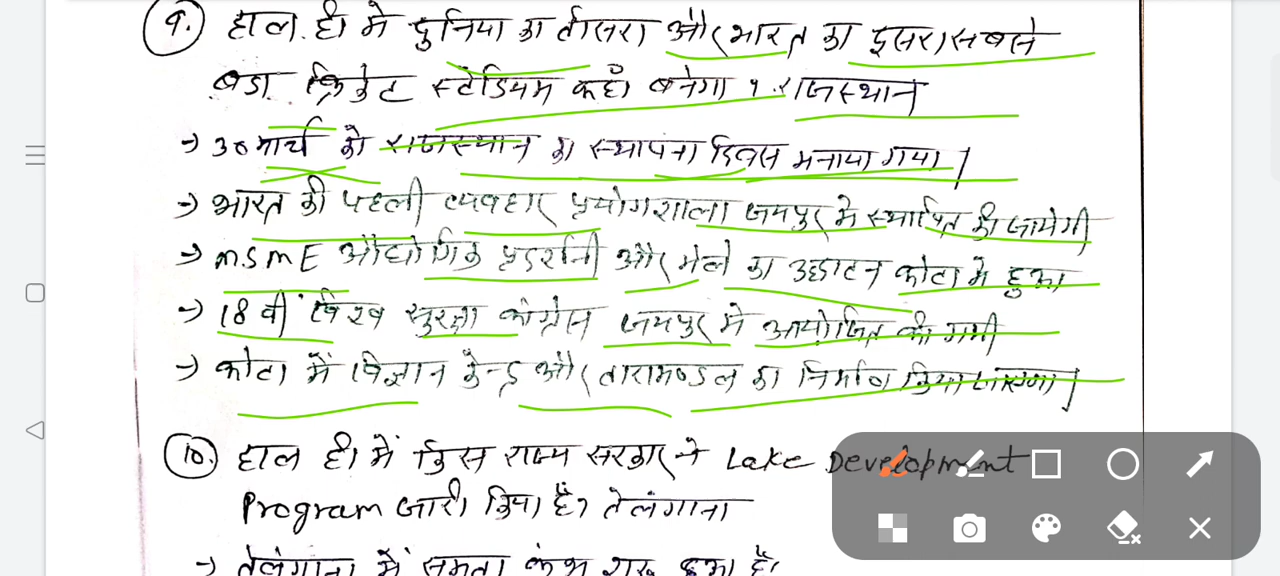 9. हाल ही में दुनिया का तीसरा और भारत का दूसरा सबसे
बडा क्रिकेट स्टेडियम कहाँ बनेगा ? राजस्थान
→ 30 मार्च को राजस्थान का स्थापना दिवस मनाया गया।
→ भारत की पहली व्यवहार प्रयोगशाला जयपुर में स्थापित की जायेगी
→ MSME औद्योगिक प्रदर्शनी और मेले का उद्घाटन कोटा में हुआ
→ 18 वीं विश्व सुरक्षा कांग्रेस जयपुर में आयोजित की गयी
→ कोटा में विज्ञान केन्द्र और तारामण्डल का निर्माण किया जाएगा।
10. हाल ही में किस राज्य सरकार ने Lake Development
Program जारी किया है? तेलंगाना
→ तेलंगाना में समता कुंभ शुरू हुआ है।